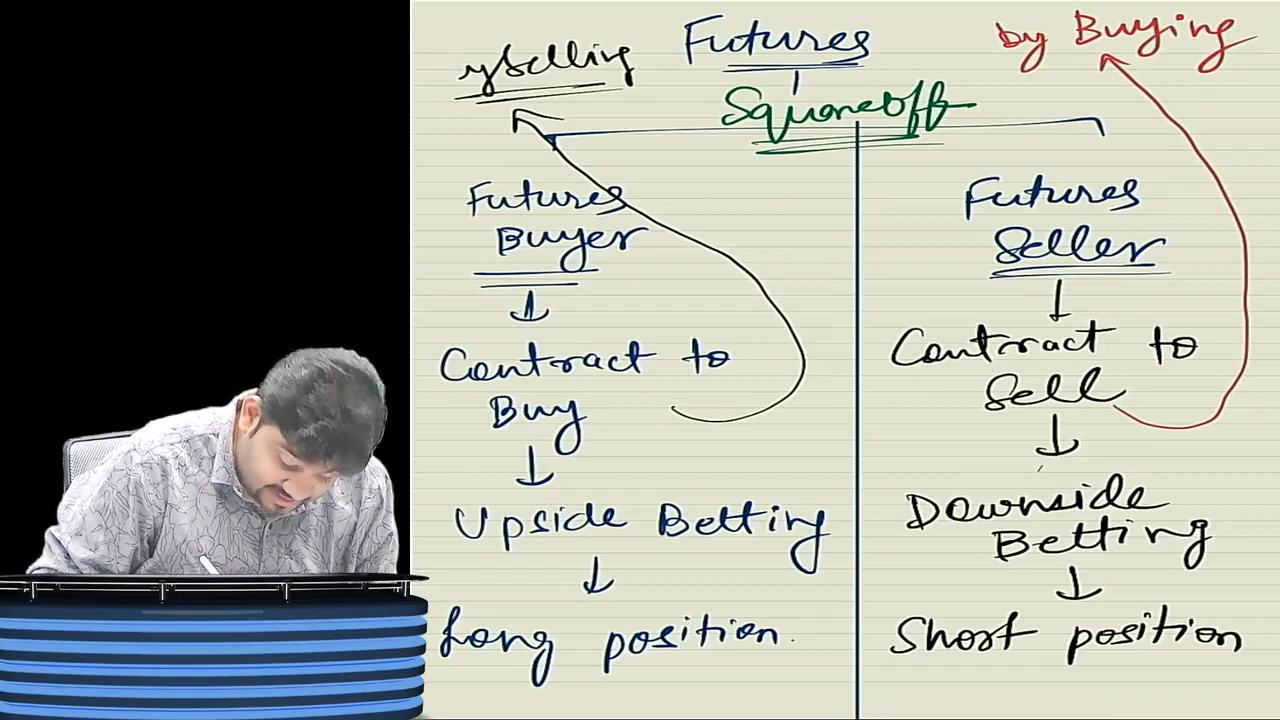 Futures
Squareoff
y Selling
by Buying
Futures
Buyer
Contract to
Buy
Upside Betting
Long position.
Futures
Seller
Contract to
Sell
Downside
Betting
Short position